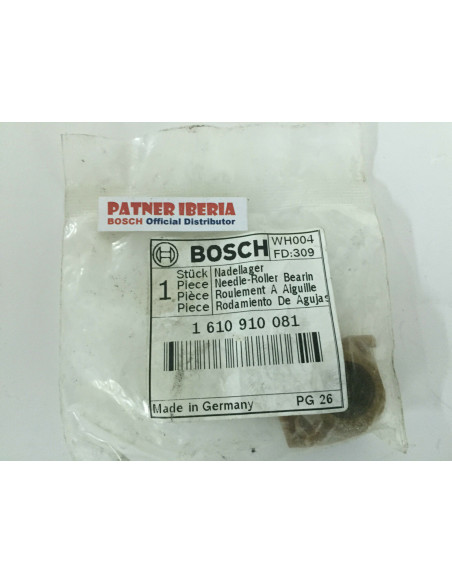 PATNER IBERIA
BOSCH Official Distributor
BOSCH
WH004
FD:309
1
Stück
Piece
Pièce
Piece
Nadellager
Needle-Roller Bearin
Roulement A Aiguille
Rodamiento De Agujas
1 610 910 081
Made in Germany
PG 26